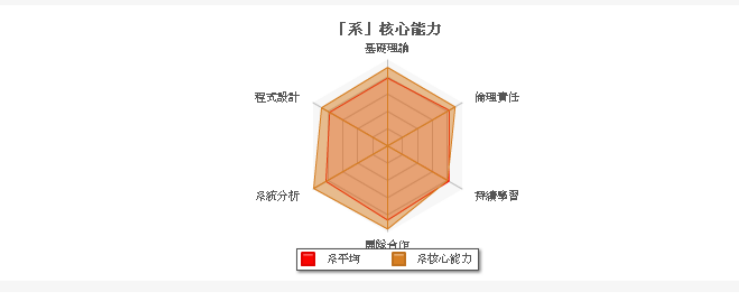 「系」核心能力
基礎理論
程式設計
倫理責任
系統分析
持續學習
團隊合作
系平均
系核心能力